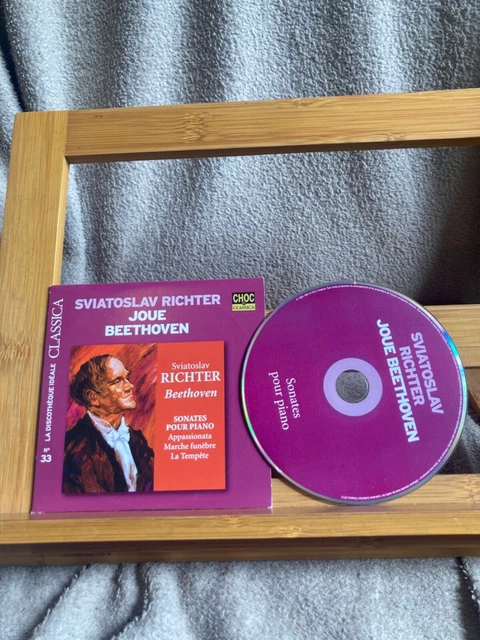 SVIATOSLAV RICHTER
JOUE
BEETHOVEN
CHOC
CLASSICA
Sviatoslav
RICHTER
Beethoven
SONATES
POUR PIANO
Appassionata
Marche funèbre
La Tempête
n° 33 LA DISCOTHÈQUE IDÉALE CLASSICA
SVIATOSLAV
RICHTER
JOUE BEETHOVEN
Sonates
pour piano